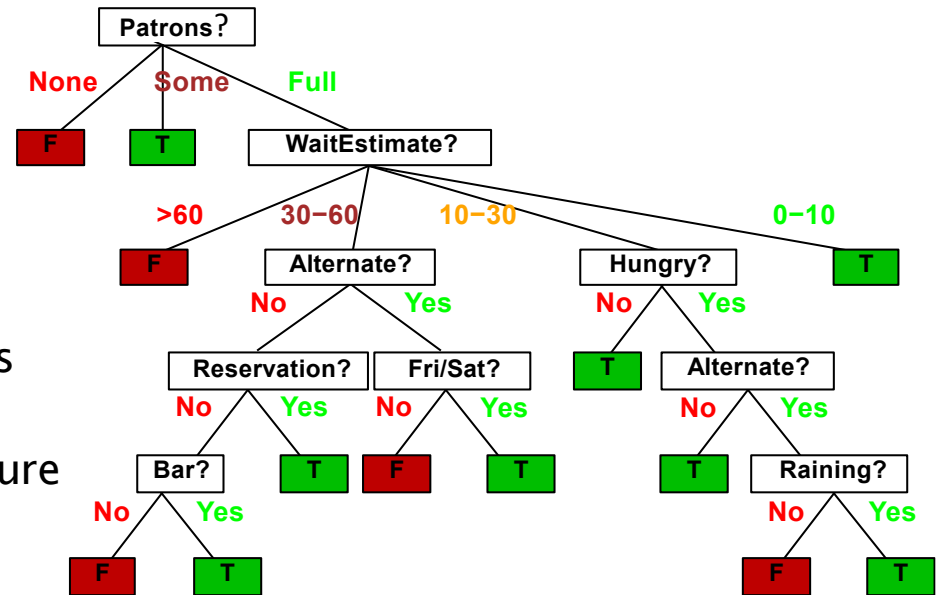 Patrons?
None Some Full
F T WaitEstimate?
>60 30−60 10−30 0−10
F Alternate? Hungry? T
No Yes No Yes
s Reservation? Fri/Sat? T Alternate?
No Yes No Yes No Yes
ure Bar? T F T T Raining?
No Yes No Yes
F T F T